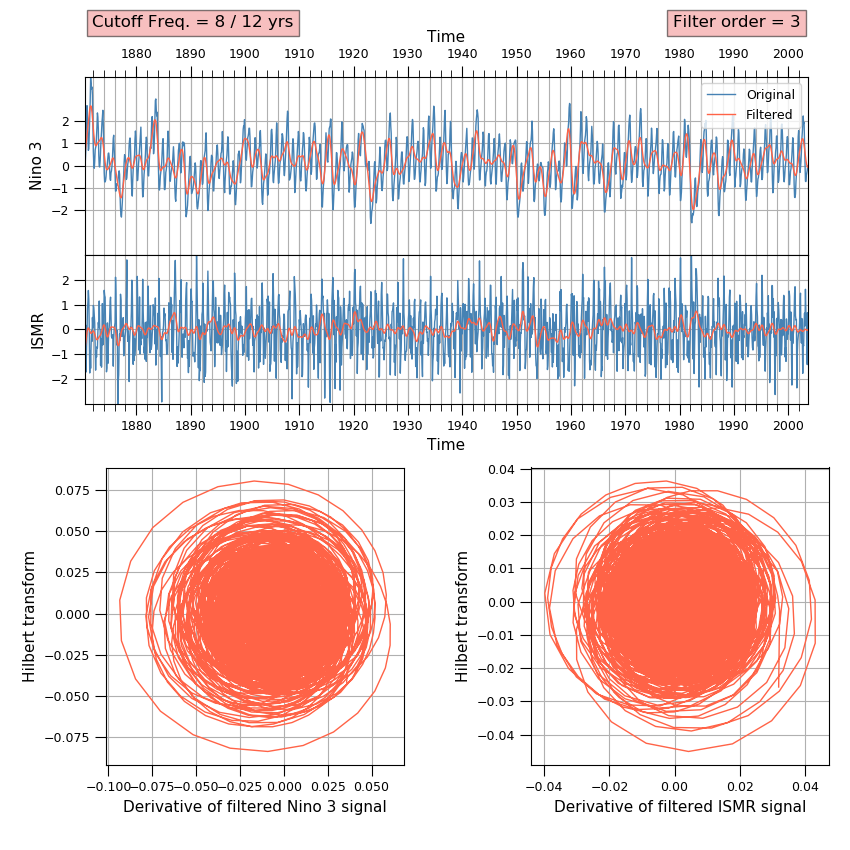 Cutoff Freq. = 8 / 12 yrs
Filter order = 3
Time
1880 1890 1900 1910 1920 1930 1940 1950 1960 1970 1980 1990 2000
Original
Filtered
Nino 3
2
1
0
−1
−2
ISMR
2
1
0
−1
−2
1880 1890 1900 1910 1920 1930 1940 1950 1960 1970 1980 1990 2000
Time
Hilbert transform
0.075
0.050
0.025
0.000
−0.025
−0.050
−0.075
−0.100 −0.075 −0.050 −0.025 0.000 0.025 0.050
Derivative of filtered Nino 3 signal
Hilbert transform
0.04
0.03
0.02
0.01
0.00
−0.01
−0.02
−0.03
−0.04
−0.04 −0.02 0.00 0.02 0.04
Derivative of filtered ISMR signal